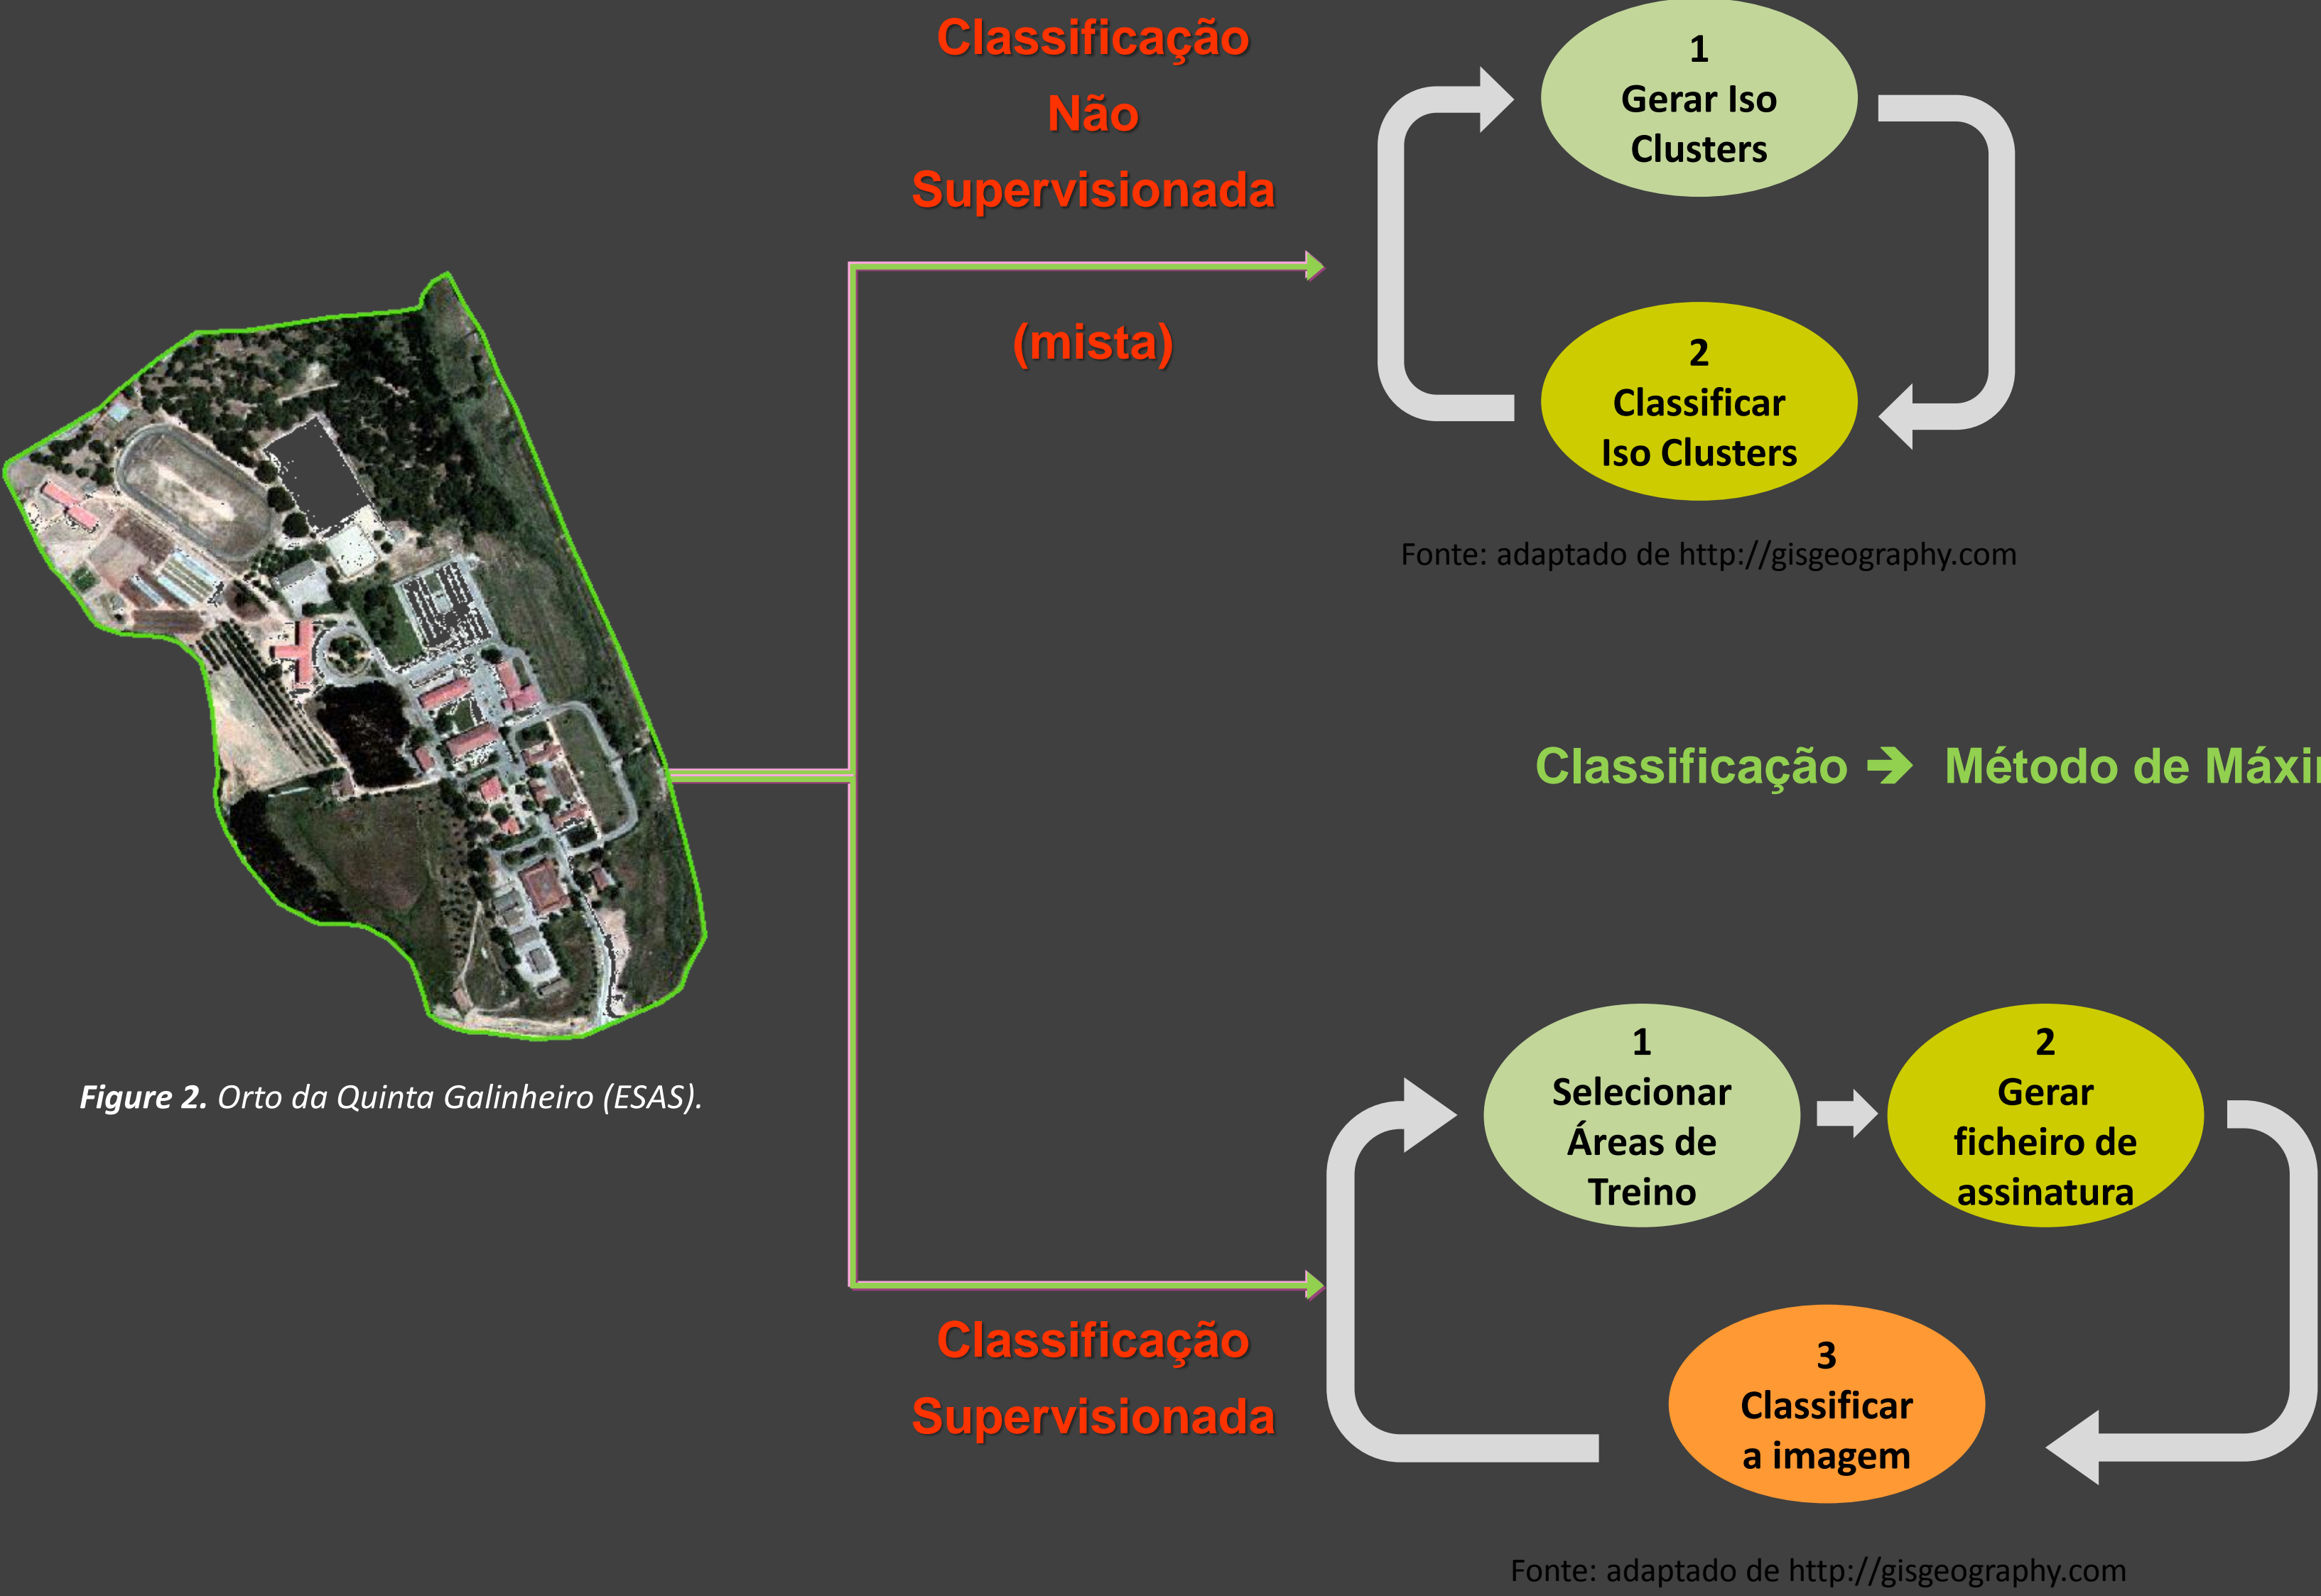 Classificação
Não
Supervisionada
(mista)
1
Gerar Iso
Clusters
2
Classificar
Iso Clusters
Fonte: adaptado de http://gisgeography.com
Classificação ➔ Método de
Figure 2. Orto da Quinta Galinheiro (ESAS).
1
Selecionar
Áreas de
Treino
2
Gerar
ficheiro de
assinatura
3
Classificar
a imagem
Classificação
Supervisionada
Fonte: adaptado de http://gisgeography.com